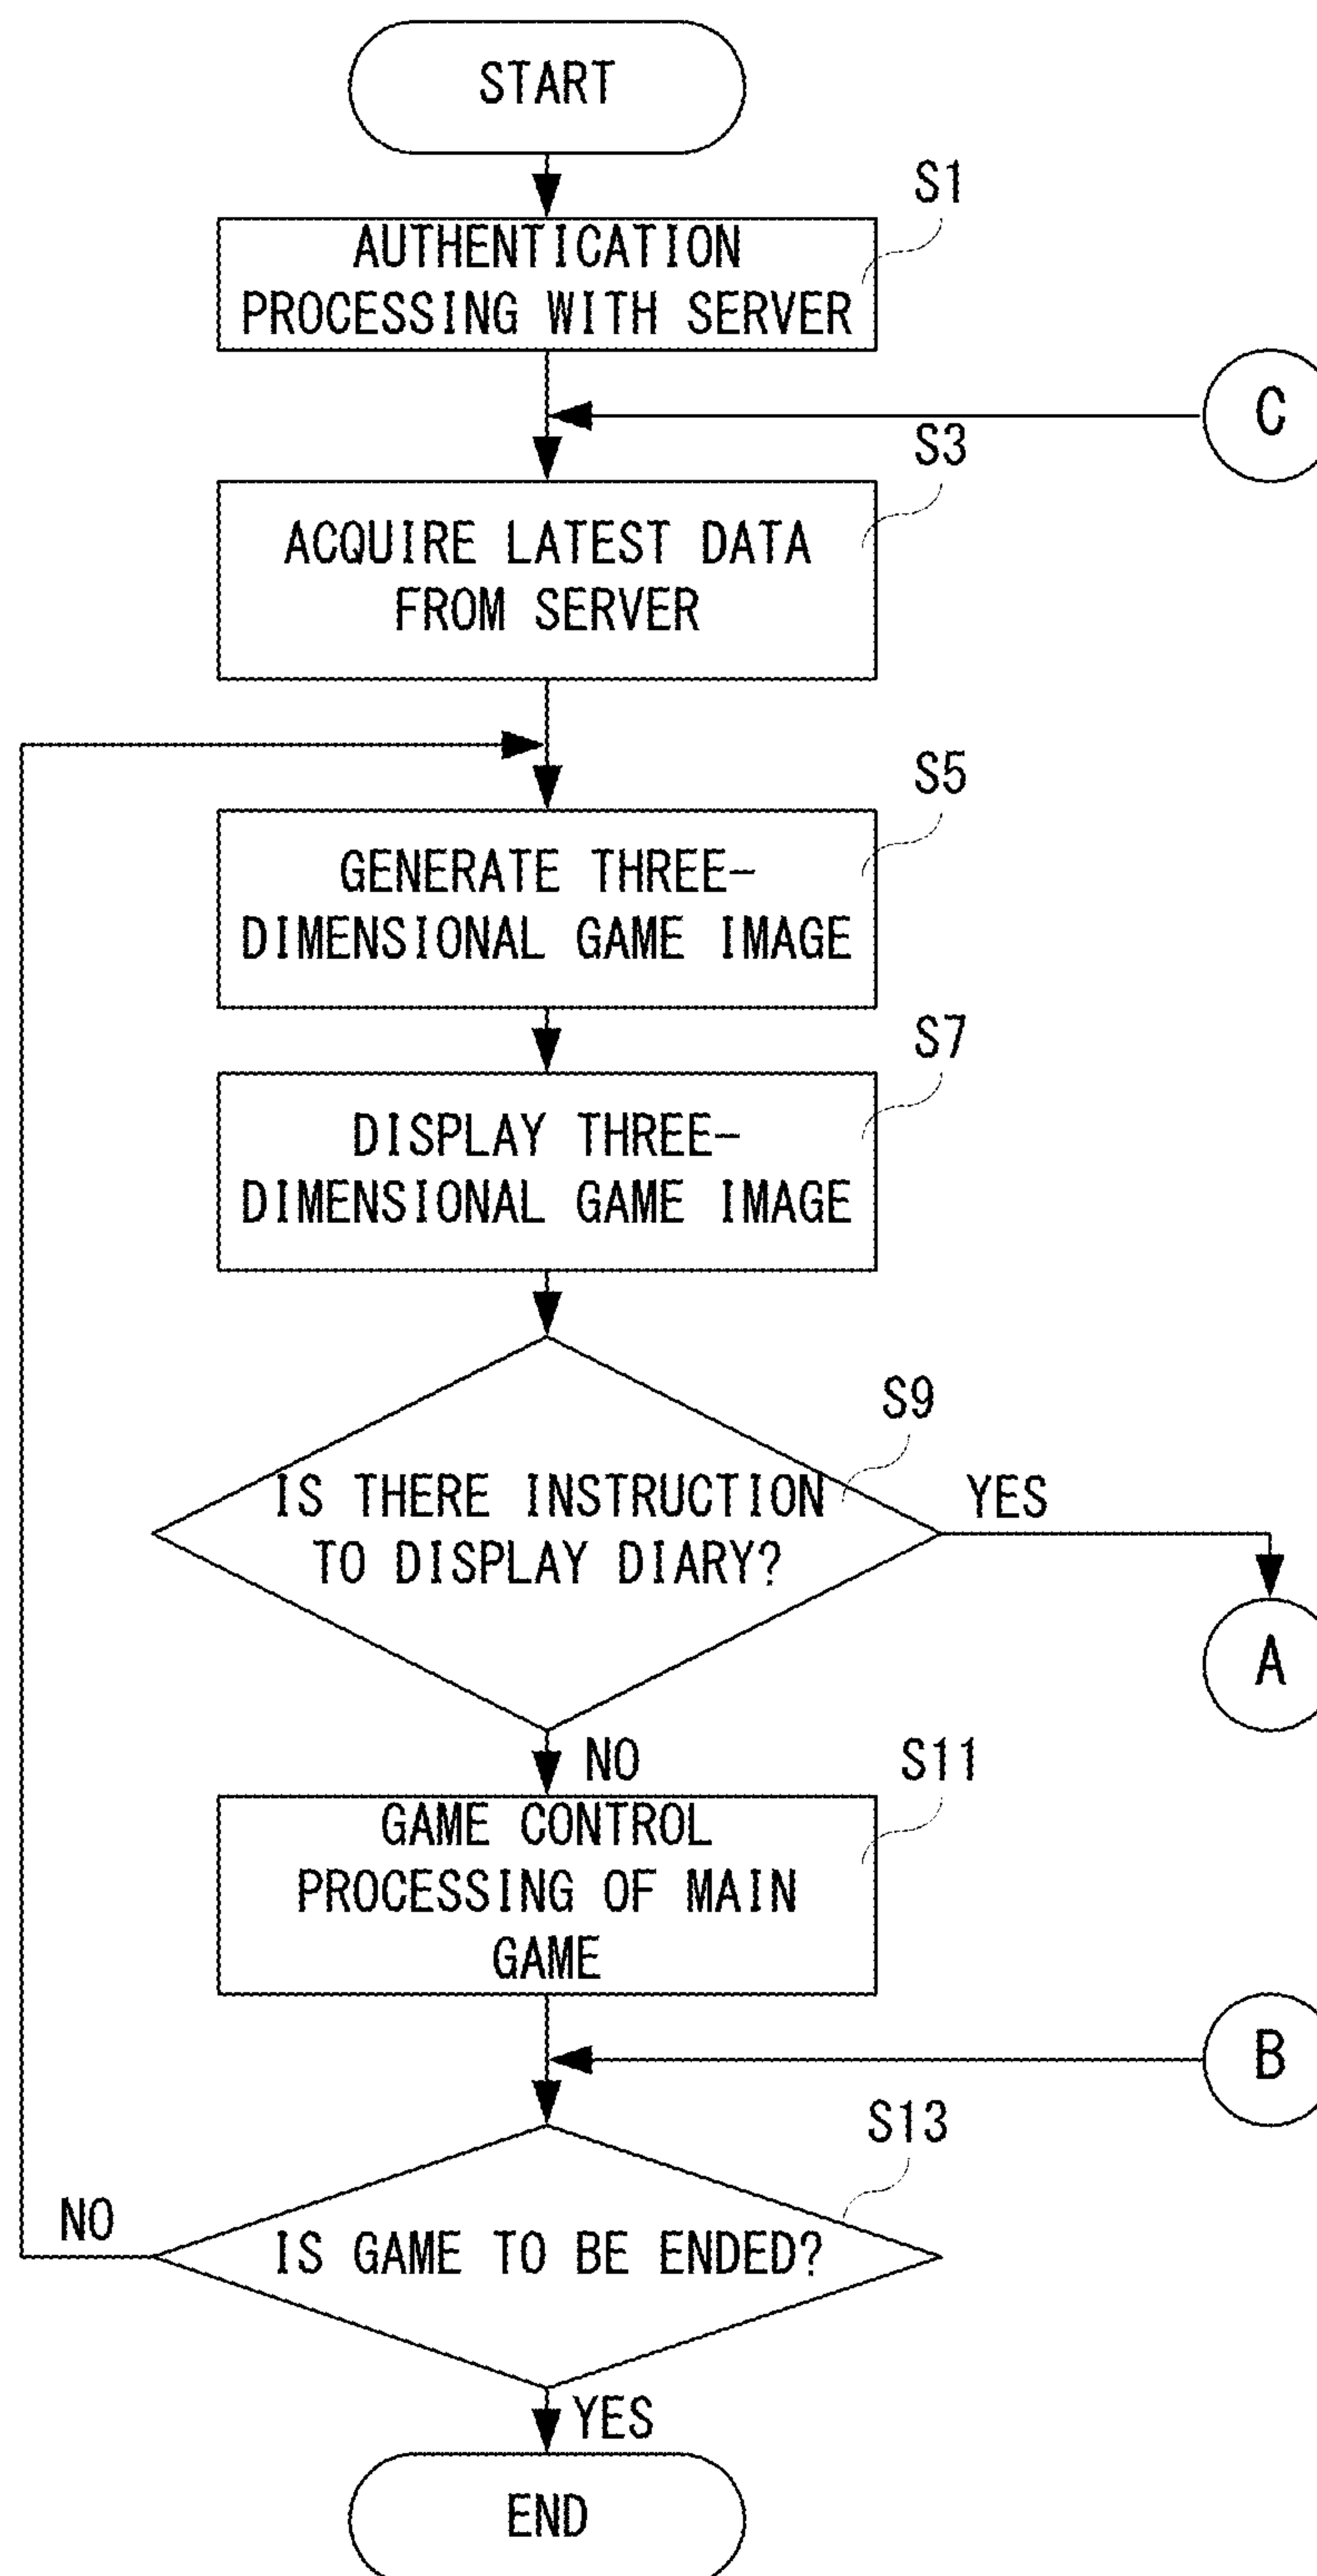 START
S1
AUTHENTICATION
PROCESSING WITH SERVER
C
S3
ACQUIRE LATEST DATA
FROM SERVER
S5
GENERATE THREE-
DIMENSIONAL GAME IMAGE
S7
DISPLAY THREE-
DIMENSIONAL GAME IMAGE
S9
IS THERE INSTRUCTION
TO DISPLAY DIARY?
YES
A
NO
S11
GAME CONTROL
PROCESSING OF MAIN
GAME
B
S13
IS GAME TO BE ENDED?
NO
YES
END